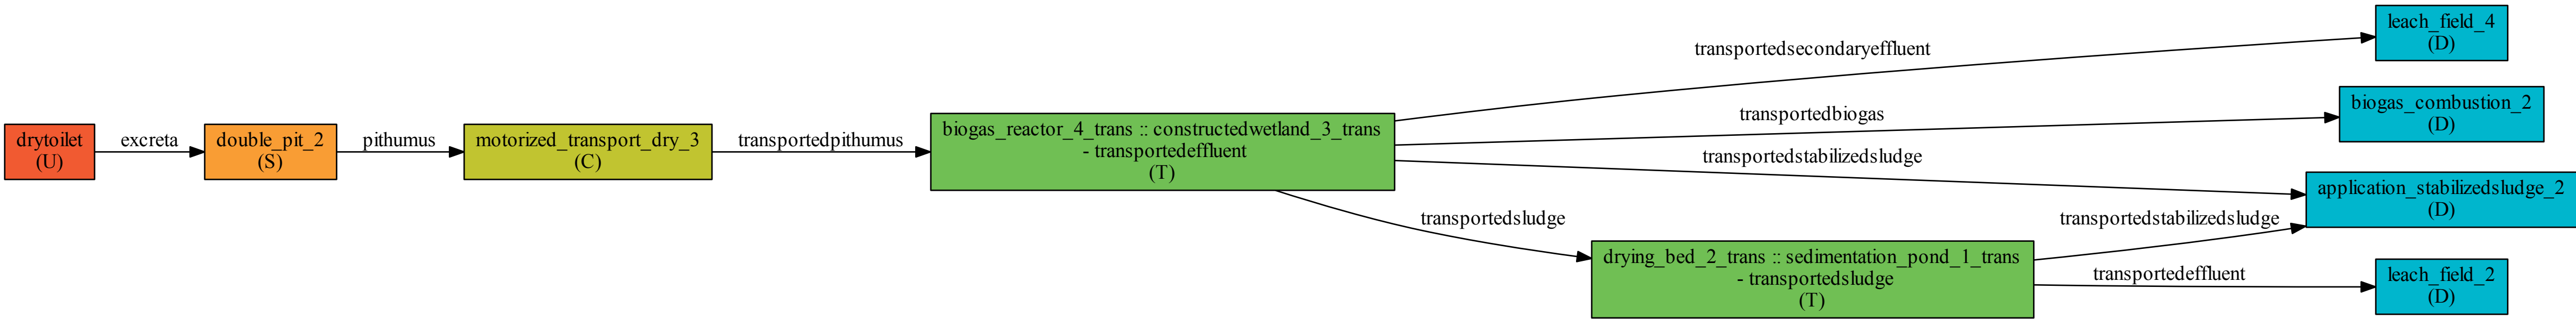 drytoilet
(U)
excreta
double_pit_2
(S)
pithumus
motorized_transport_dry_3
(C)
transportedpithumus
biogas_reactor_4_trans :: constructedwetland_3_trans
- transportedeffluent
(T)
transportedsecondaryeffluent
leach_field_4
(D)
transportedbiogas
biogas_combustion_2
(D)
transportedstabilizedsludge
application_stabilizedsludge_2
(D)
transportedsludge
drying_bed_2_trans :: sedimentation_pond_1_trans
- transportedsludge
(T)
transportedstabilizedsludge
transportedeffluent
leach_field_2
(D)